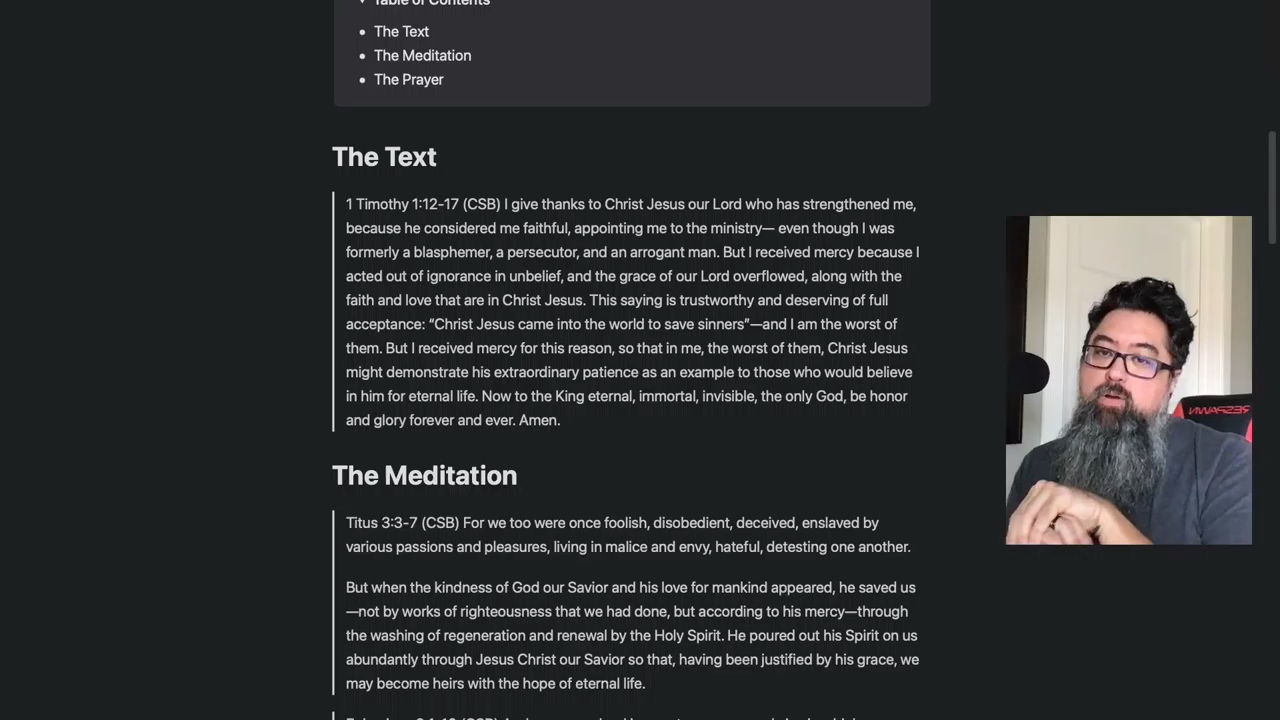 Table of Contents
The Text
The Meditation
The Prayer
The Text
1 Timothy 1:12-17 (CSB) I give thanks to Christ Jesus our Lord who has strengthened me,
because he considered me faithful, appointing me to the ministry— even though I was
formerly a blasphemer, a persecutor, and an arrogant man. But I received mercy because I
acted out of ignorance in unbelief, and the grace of our Lord overflowed, along with the
faith and love that are in Christ Jesus. This saying is trustworthy and deserving of full
acceptance: “Christ Jesus came into the world to save sinners”—and I am the worst of
them. But I received mercy for this reason, so that in me, the worst of them, Christ Jesus
might demonstrate his extraordinary patience as an example to those who would believe
in him for eternal life. Now to the King eternal, immortal, invisible, the only God, be honor
and glory forever and ever. Amen.
RESPAWN
The Meditation
Titus 3:3-7 (CSB) For we too were once foolish, disobedient, deceived, enslaved by
various passions and pleasures, living in malice and envy, hateful, detesting one another.
But when the kindness of God our Savior and his love for mankind appeared, he saved us
—not by works of righteousness that we had done, but according to his mercy—through
the washing of regeneration and renewal by the Holy Spirit. He poured out his Spirit on us
abundantly through Jesus Christ our Savior so that, having been justified by his grace, we
may become heirs with the hope of eternal life.